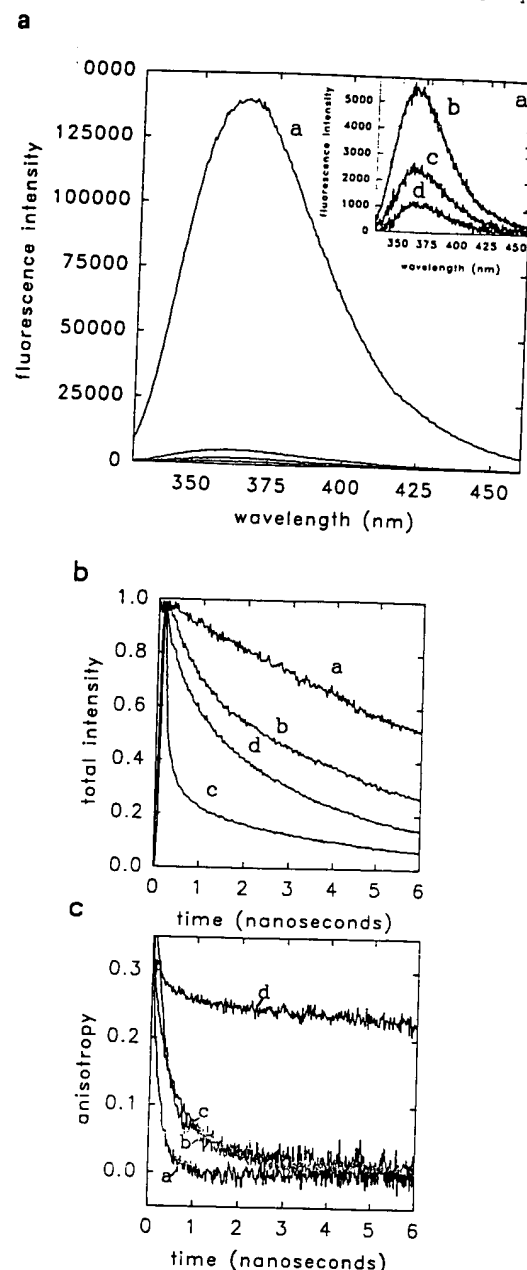 a
0000
125000
100000
75000
50000
25000
0
fluorescence intensity
350 375 400 425 450
wavelength (nm)
a
5000
4000
3000
2000
1000
0
fluorescence intensity
350 375 400 425 450
wavelength (nm)
b
c
d
a
b
1.0
0.8
0.6
0.4
0.2
0.0
total intensity
a
b
d
c
0 1 2 3 4 5 6
time (nanoseconds)
c
0.3
0.2
0.1
0.0
anisotropy
d
c
b
a
0 1 2 3 4 5 6
time (nanoseconds)